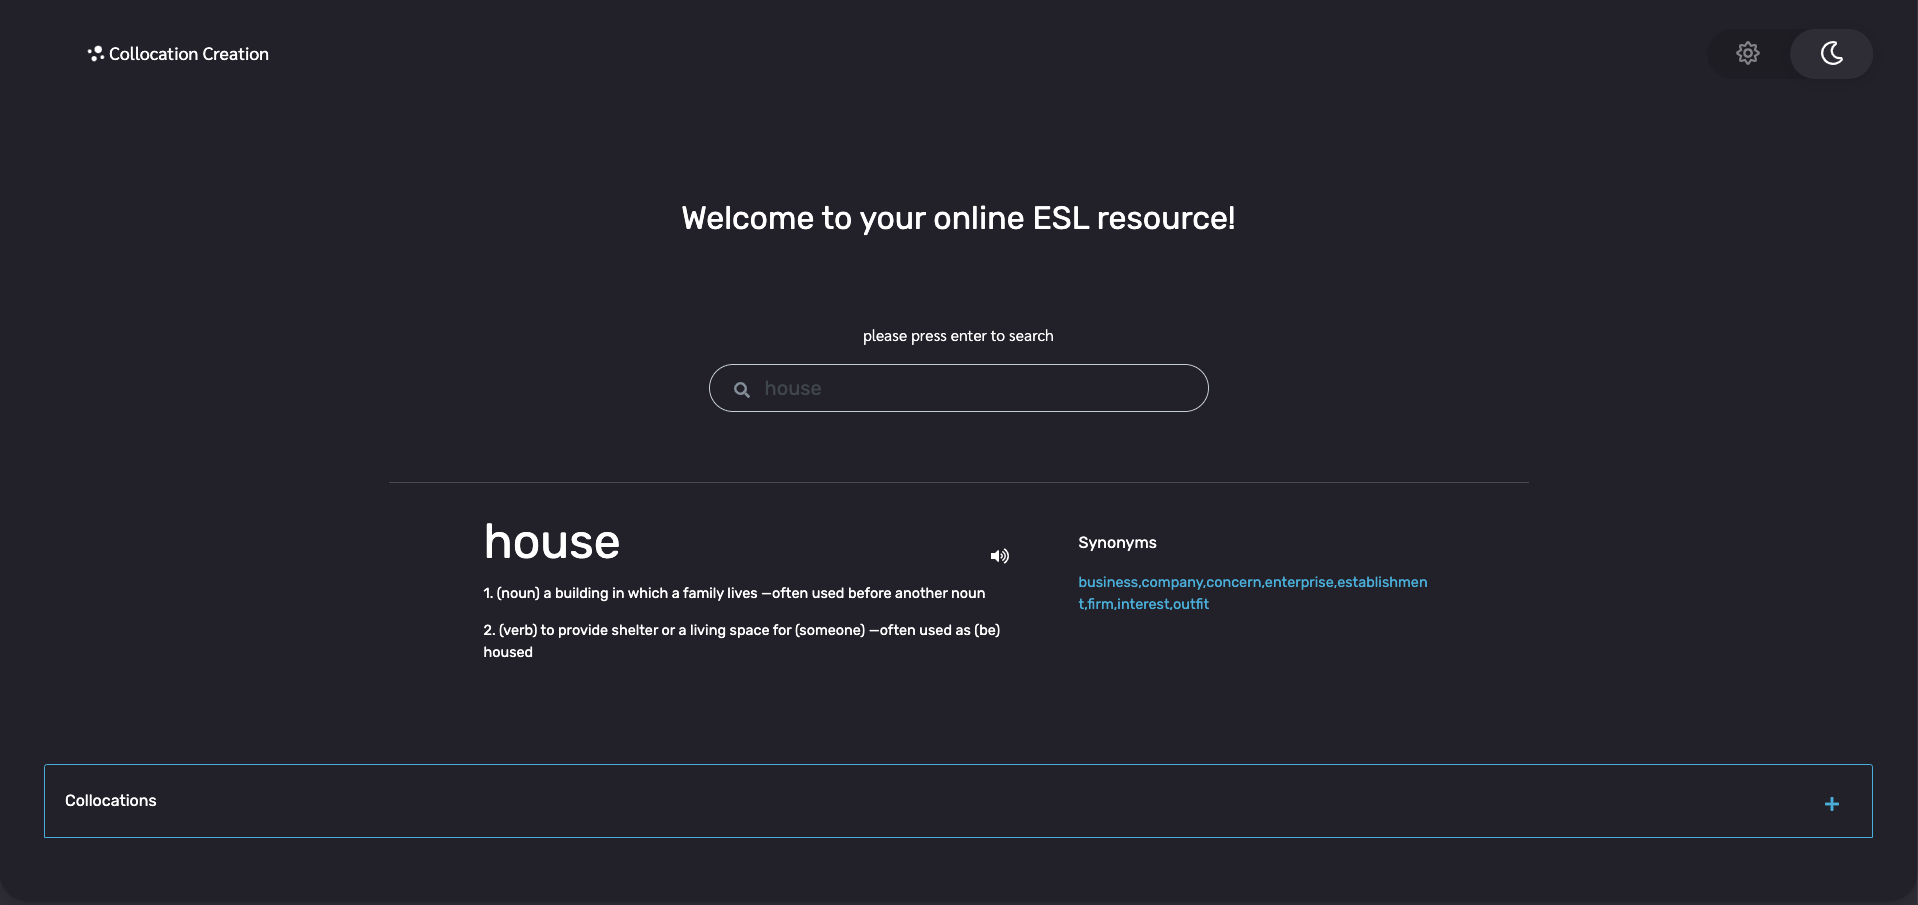 Collocation Creation
Welcome to your online ESL resource!
please press enter to search
house
house
1. (noun) a building in which a family lives —often used before another noun
2. (verb) to provide shelter or a living space for (someone) —often used as (be)
housed
Synonyms
business,company,concern,enterprise,establishmen
t,firm,interest,outfit
Collocations